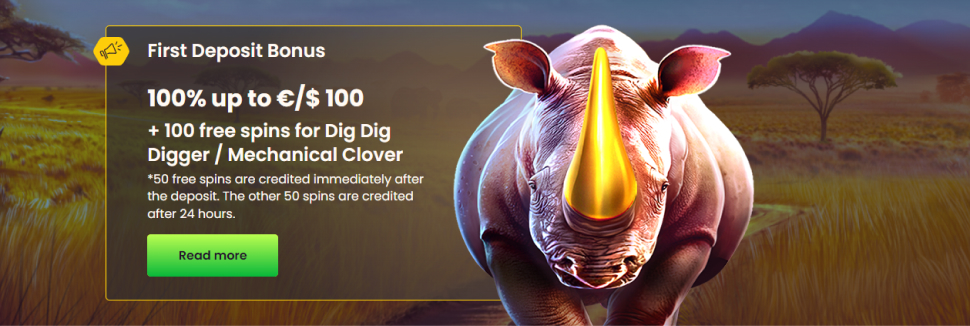 First Deposit Bonus
100% up to €/$ 100
+ 100 free spins for Dig Dig
Digger / Mechanical Clover
*50 free spins are credited immediately after
the deposit. The other 50 spins are credited
after 24 hours.
Read more